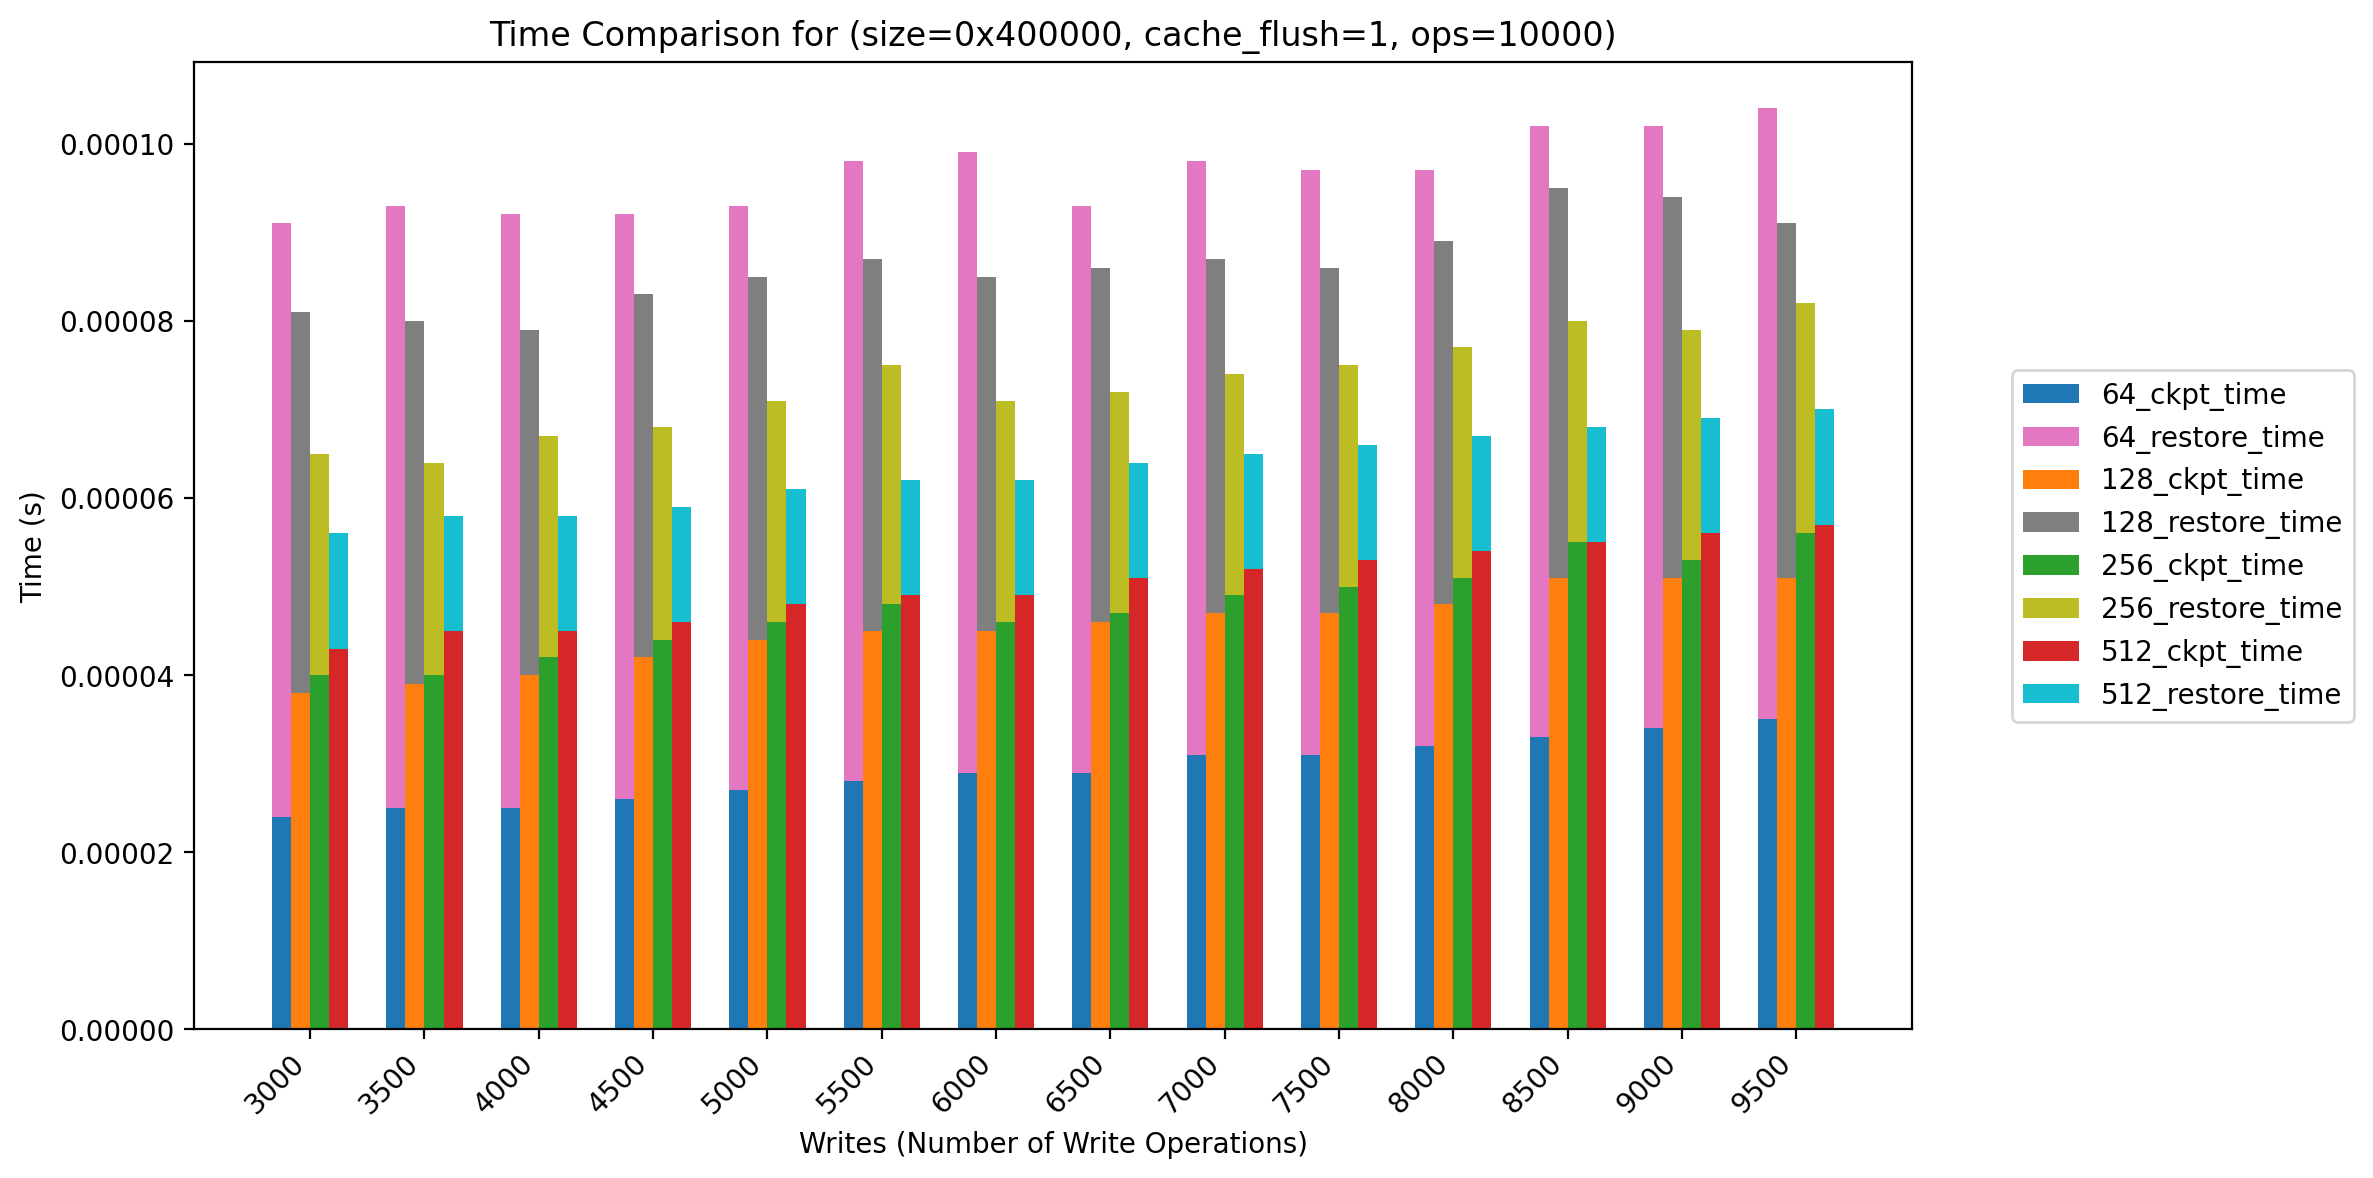 Time Comparison for (size=0x400000, cache_flush=1, ops=10000)
Time (s)
0.00010
0.00008
0.00006
0.00004
0.00002
0.00000
3000
3500
4000
4500
5000
5500
6000
6500
7000
7500
8000
8500
9000
9500
Writes (Number of Write Operations)
64_ckpt_time
64_restore_time
128_ckpt_time
128_restore_time
256_ckpt_time
256_restore_time
512_ckpt_time
512_restore_time